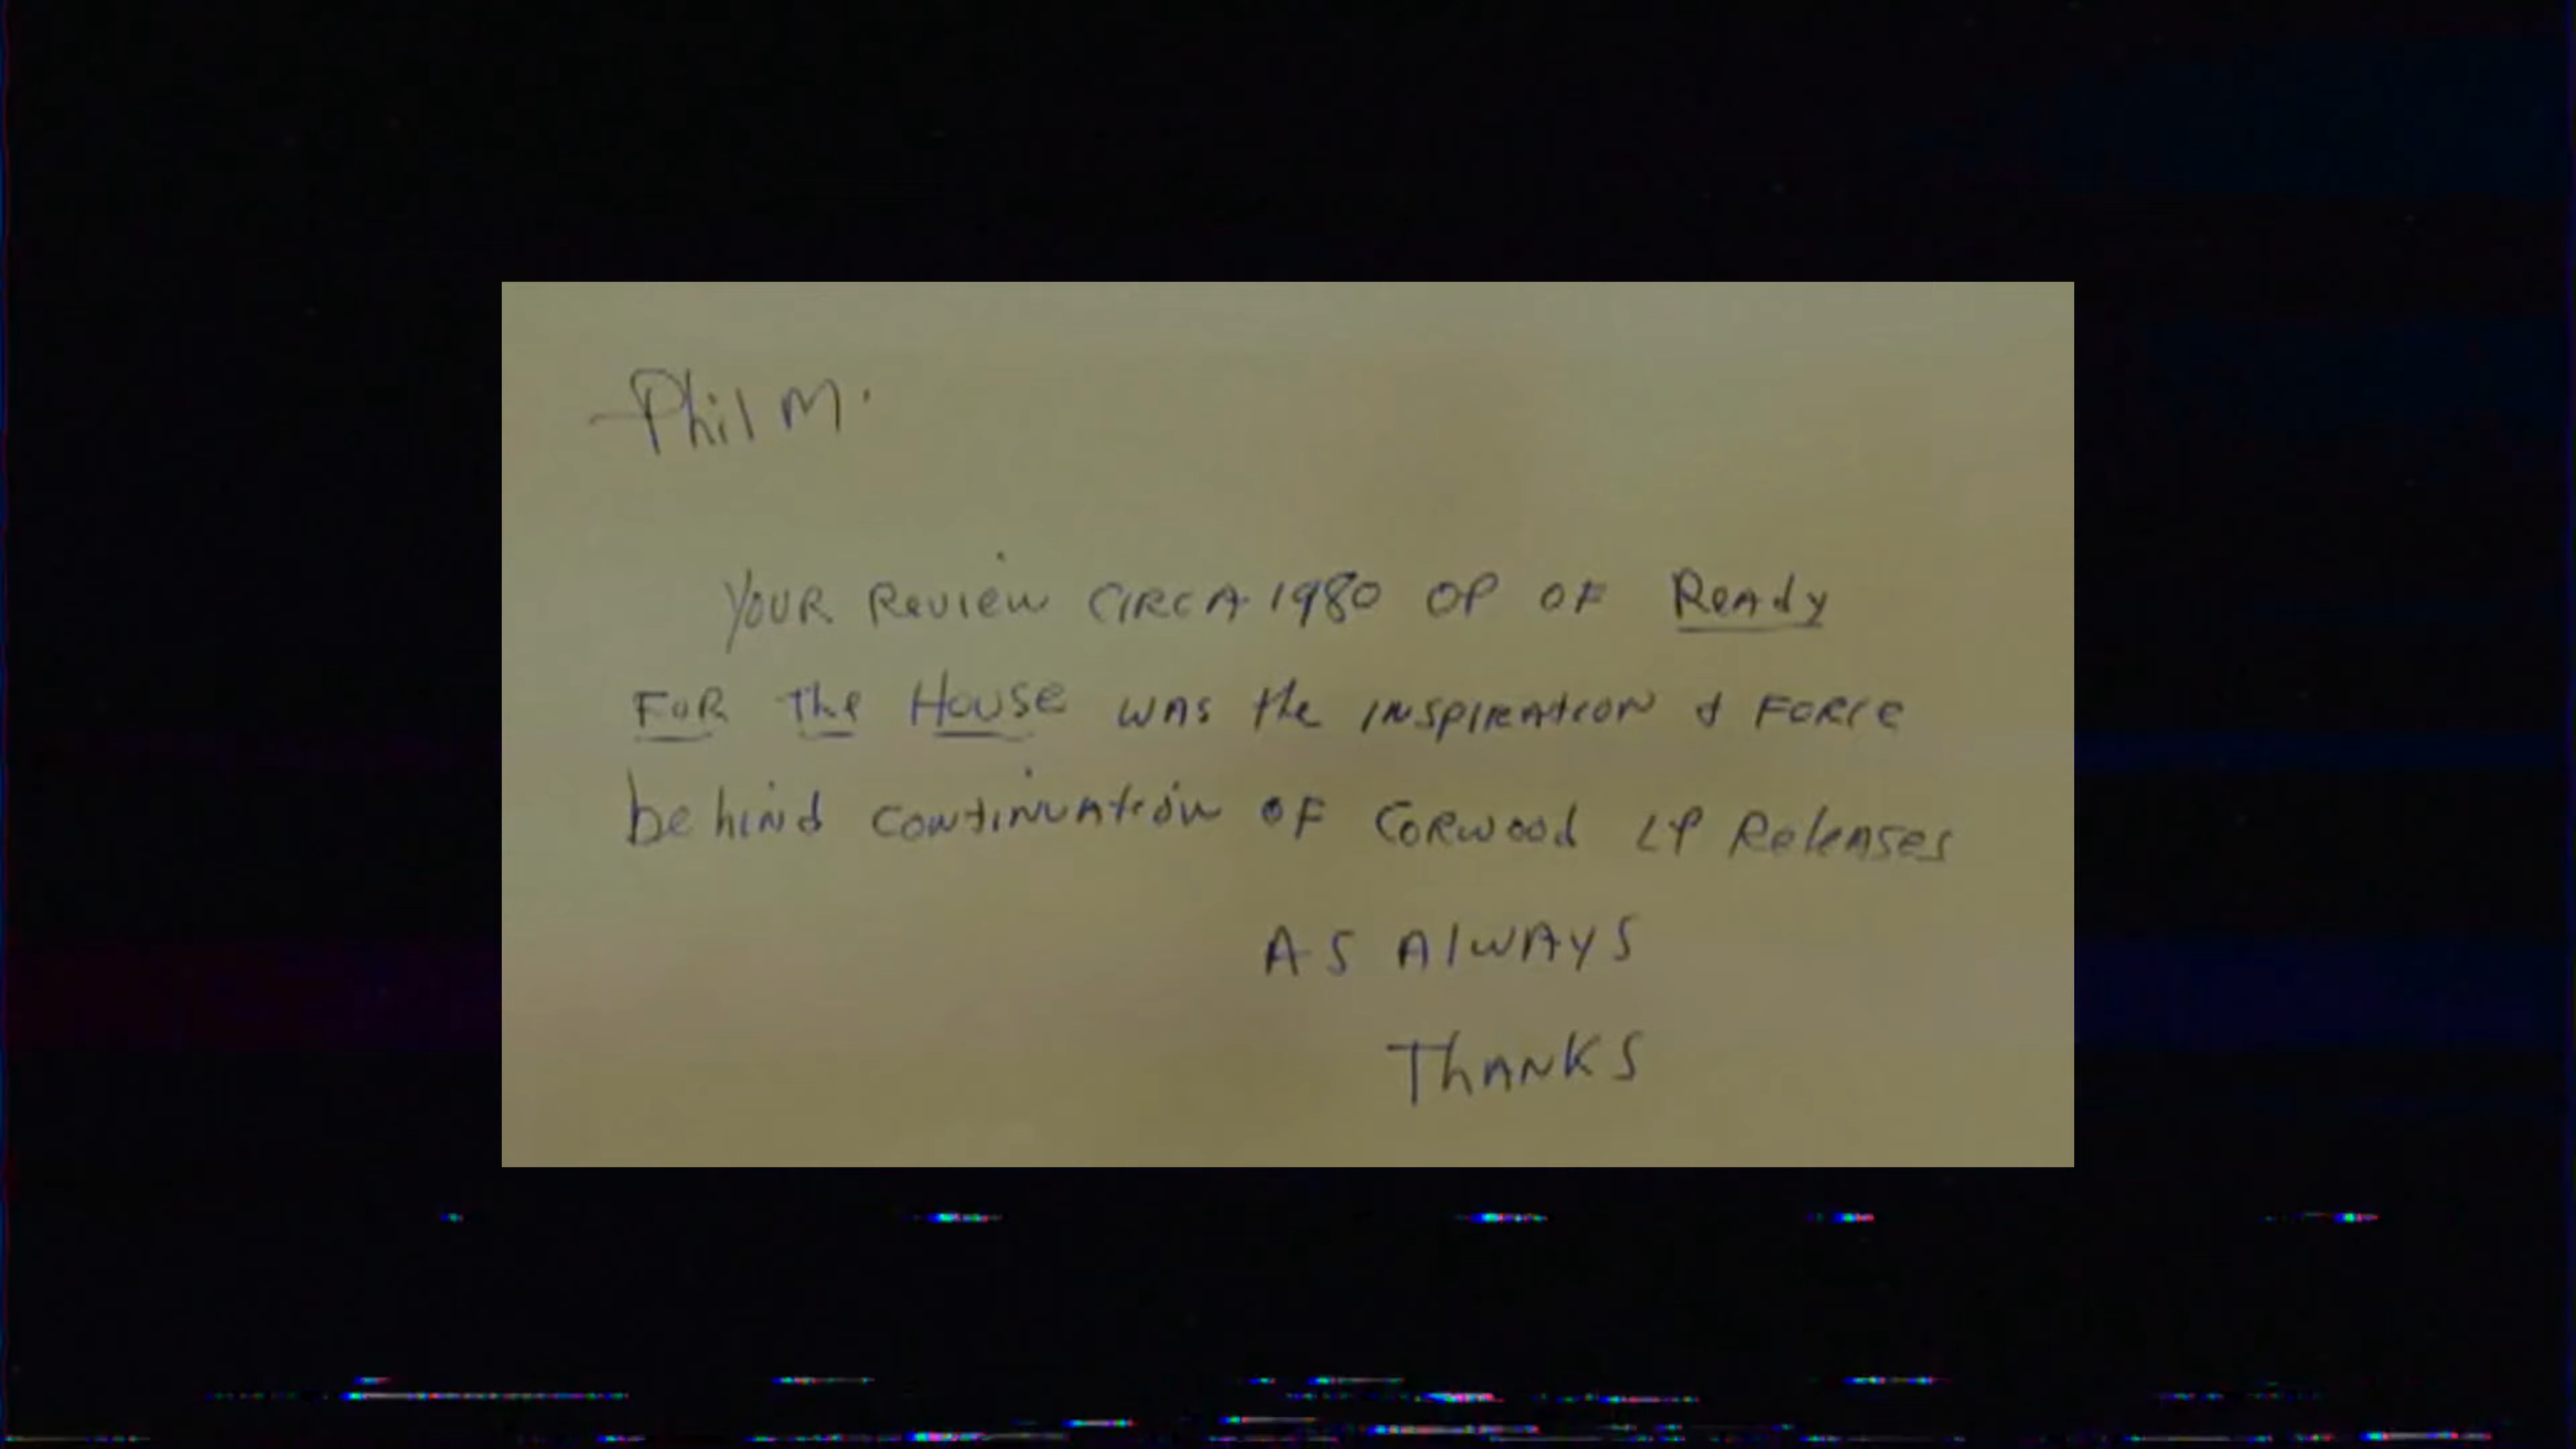 Phil M.
YOUR Review CIRCA 1980 OP OF Ready
FOR The House was the INSPIRATION & FORCE
behind continuation OF Corwood LP Releases
AS ALWAYS
THANKS